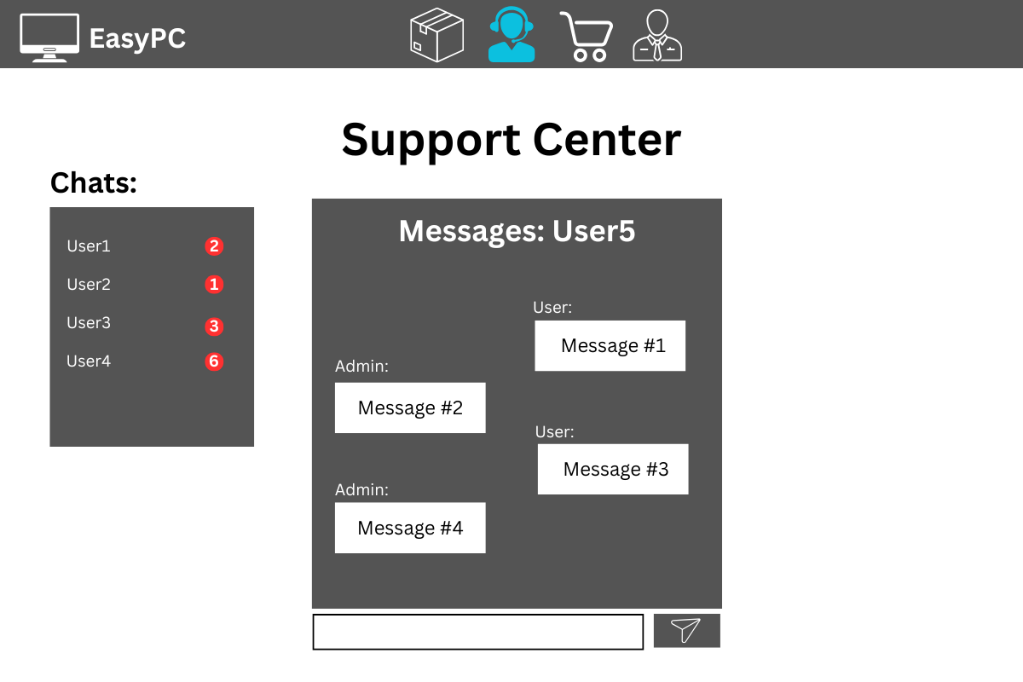 EasyPC
Support Center
Chats:
User1 2
User2 1
User3 3
User4 6
Messages: User5
User:
Message #1
Admin:
Message #2
User:
Message #3
Admin:
Message #4